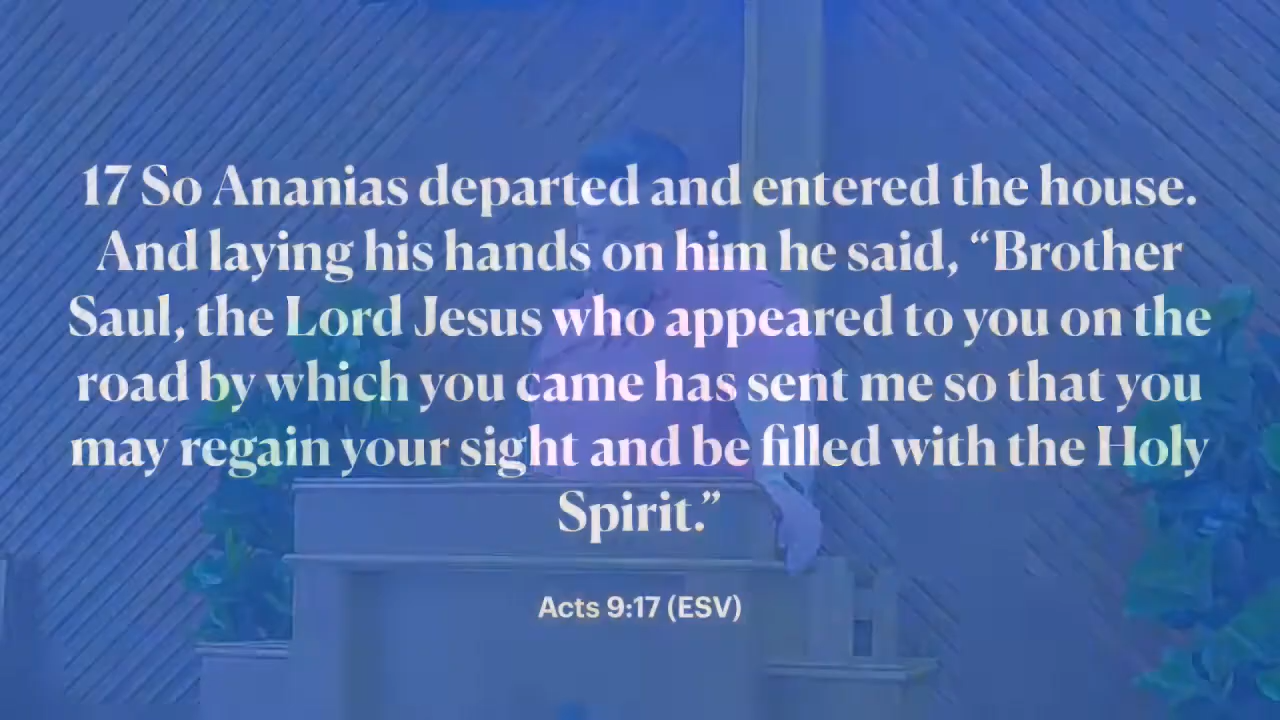 17 So Ananias departed and entered the house.
And laying his hands on him he said, “Brother
Saul, the Lord Jesus who appeared to you on the
road by which you came has sent me so that you
may regain your sight and be filled with the Holy
Spirit.”
Acts 9:17 (ESV)